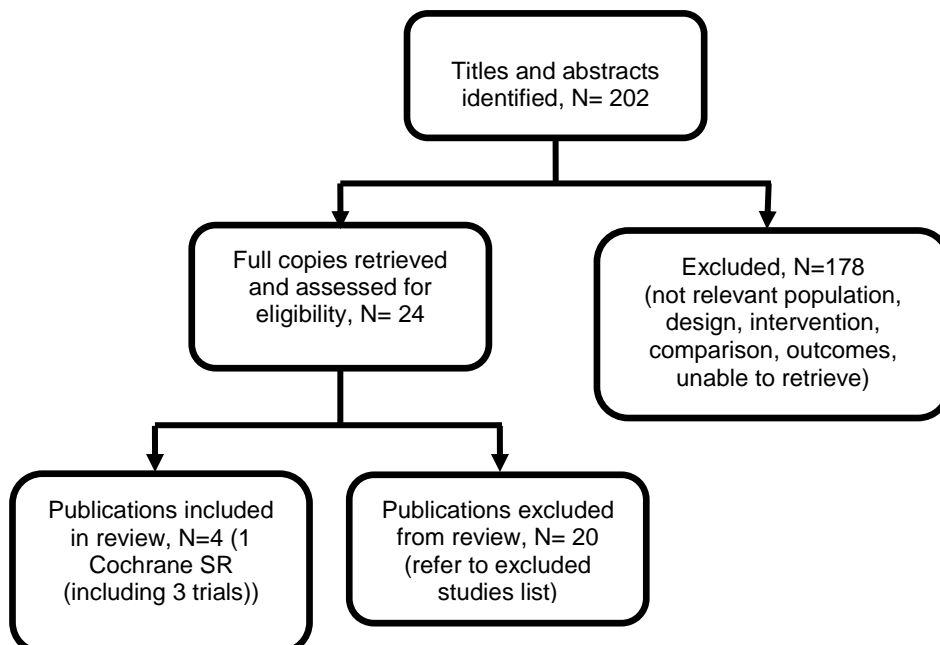 Titles and abstracts
identified, N= 202
Full copies retrieved
and assessed for
eligibility, N= 24
Excluded, N=178
(not relevant population,
design, intervention,
comparison, outcomes,
unable to retrieve)
Publications included
in review, N=4 (1
Cochrane SR
(including 3 trials))
Publications excluded
from review, N= 20
(refer to excluded
studies list)